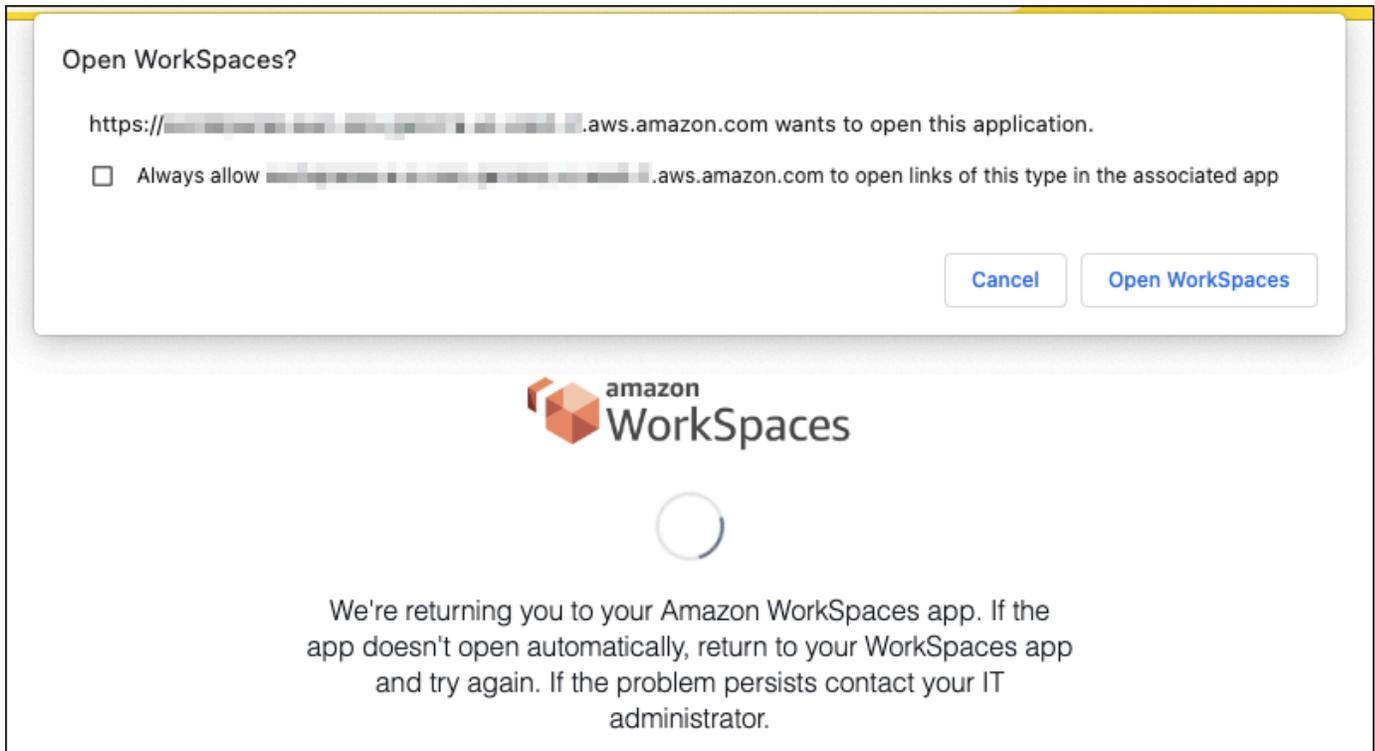 Open WorkSpaces?
https:// .aws.amazon.com wants to open this application.
Always allow .aws.amazon.com to open links of this type in the associated app
Cancel Open WorkSpaces
amazon
WorkSpaces
We're returning you to your Amazon WorkSpaces app. If the
app doesn't open automatically, return to your WorkSpaces app
and try again. If the problem persists contact your IT
administrator.